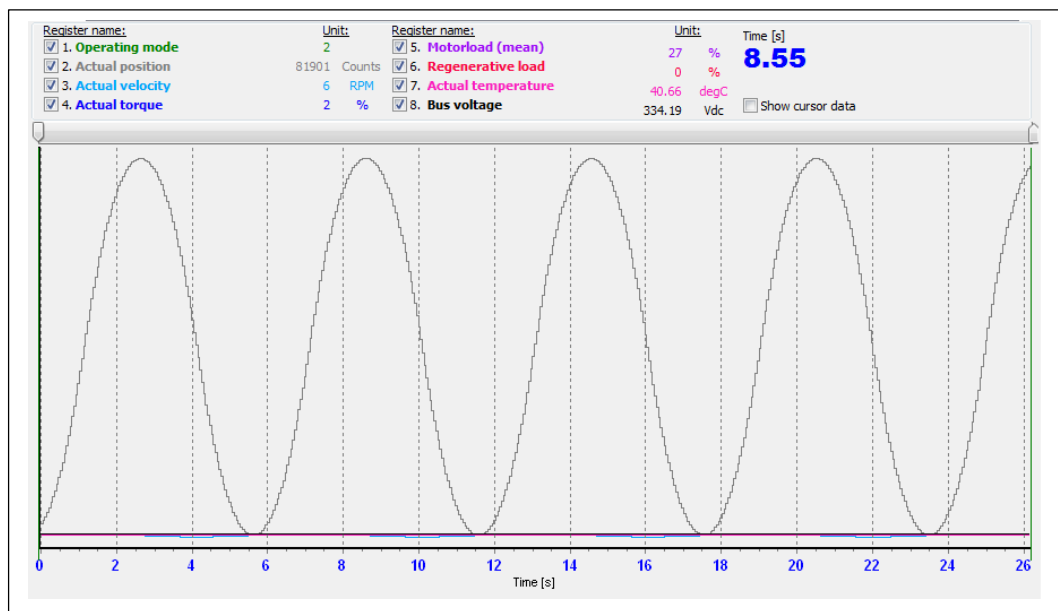 Register name: Unit: Register name: Unit: Time [s]
1. Operating mode 2 5. Motorload (mean) 27 % 8.55
2. Actual position 81901 Counts 6. Regenerative load 0 %
3. Actual velocity 6 RPM 7. Actual temperature 40.66 degC
4. Actual torque 2 % 8. Bus voltage 334.19 Vdc Show cursor data
0 2 4 6 8 10 12 14 16 18 20 22 24 26
Time [s]